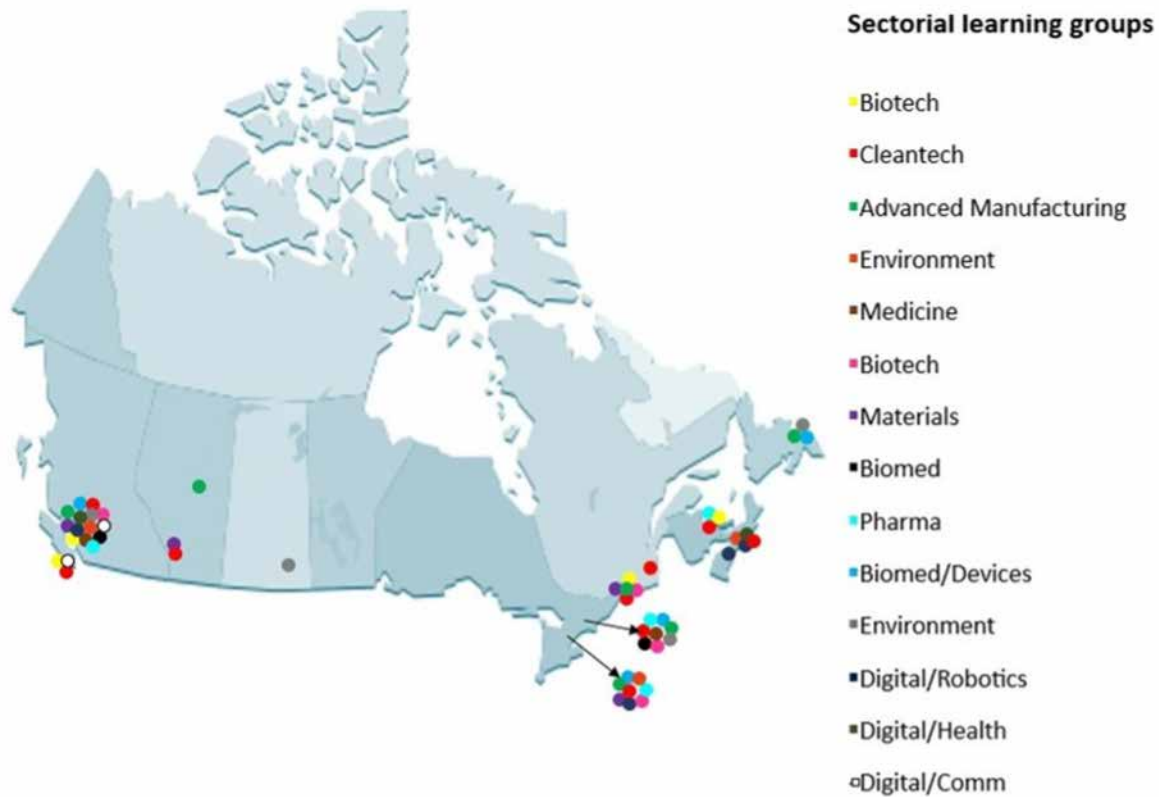 Sectorial learning groups
Biotech
Cleantech
Advanced Manufacturing
Environment
Medicine
Biotech
Materials
Biomed
Pharma
Biomed/Devices
Environment
Digital/Robotics
Digital/Health
Digital/Comm